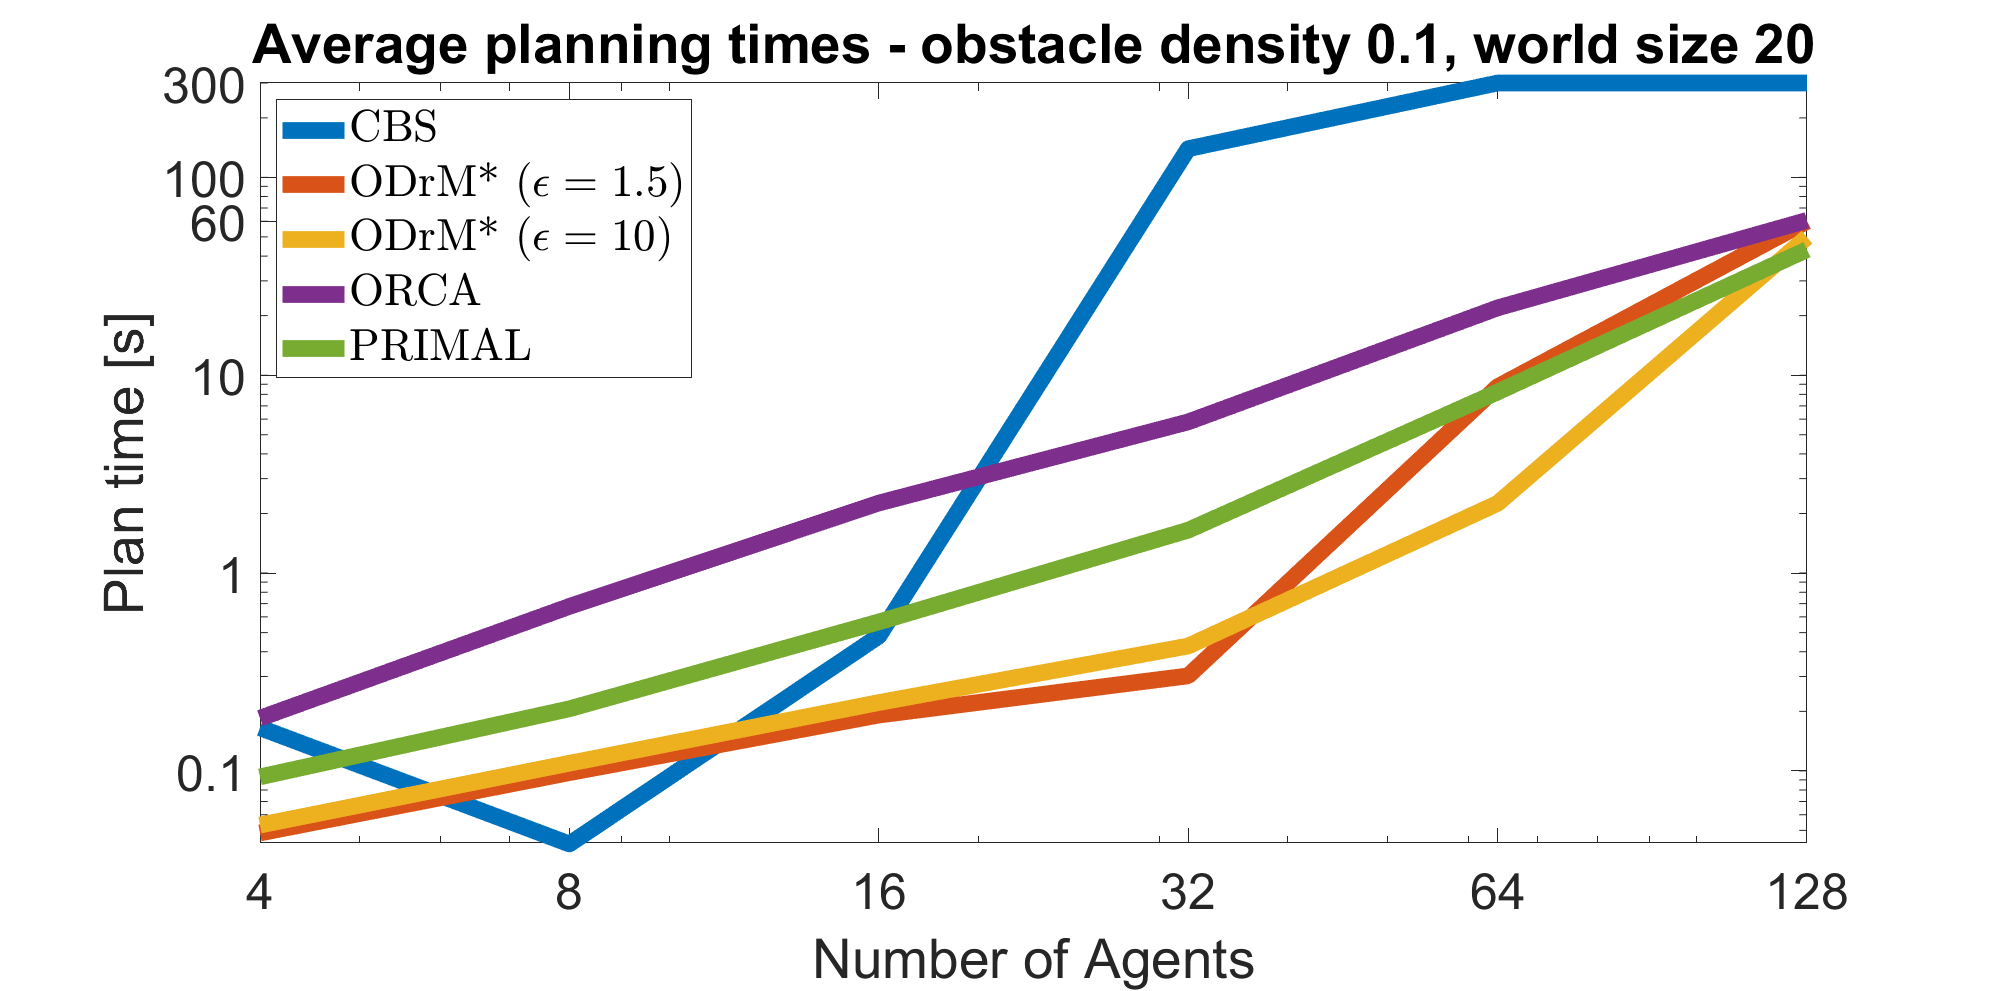 Average planning times - obstacle density 0.1, world size 20
300
100
60
10
1
0.1
Plan time [s]
CBS
ODrM* (ϵ = 1.5)
ODrM* (ϵ = 10)
ORCA
PRIMAL
4 8 16 32 64 128
Number of Agents